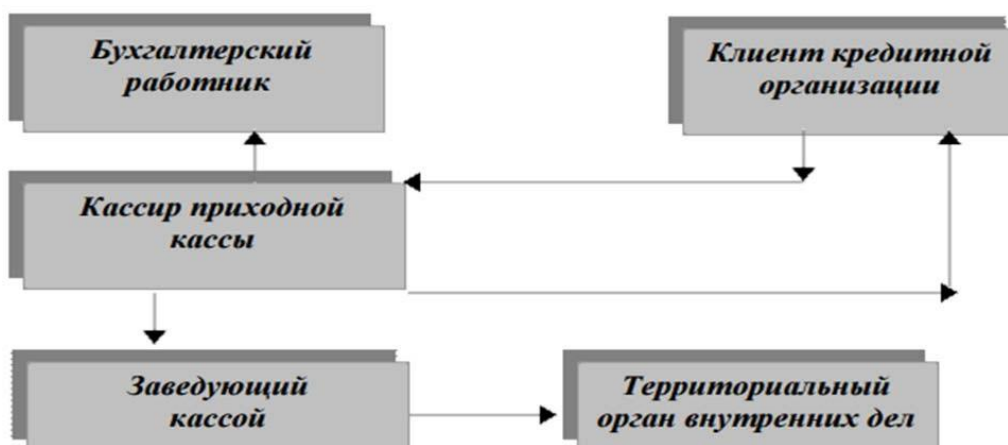 Бухгалтерский
работник
Клиент кредитной
организации
Кассир приходной
кассы
Заведующий
кассой
Территориальный
орган внутренних дел